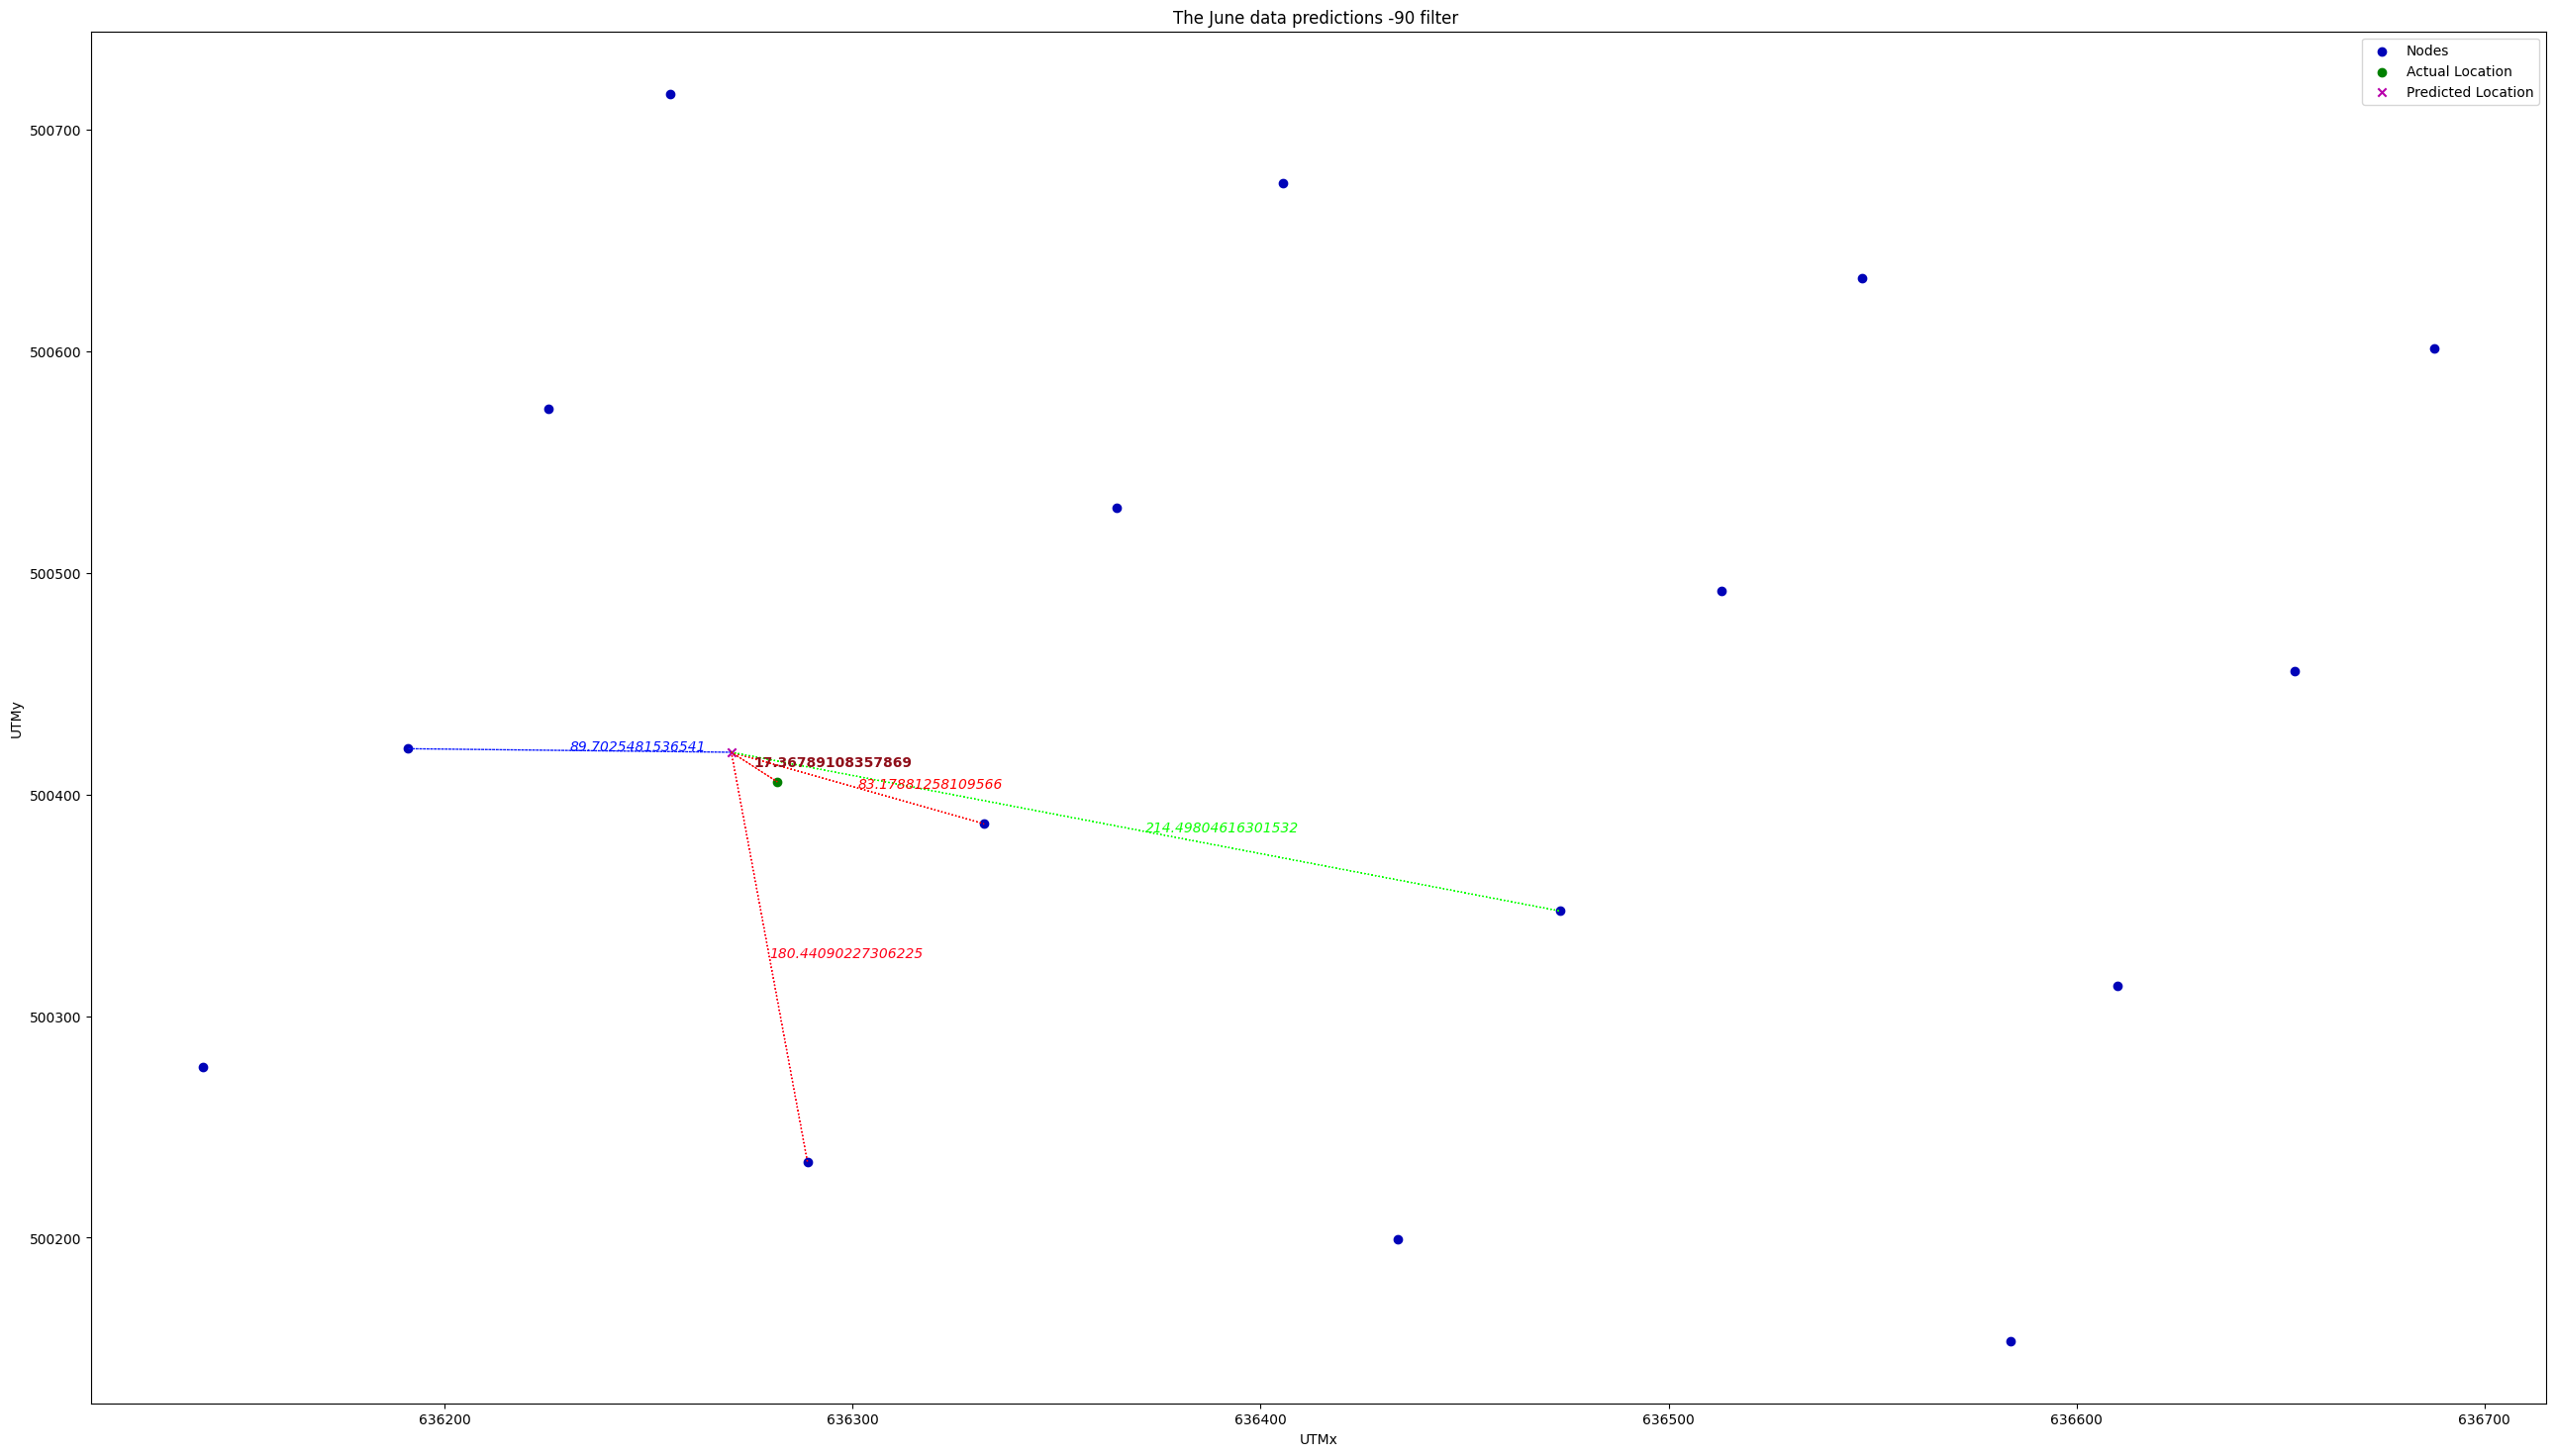 The June data predictions -90 filter
Nodes
Actual Location
Predicted Location
500700
500600
500500
500400
500300
500200
UTMy
89.7025481536541
17.36789108357869
83.17881258109566
214.49804616301532
180.44090227306225
636200
636300
636400
636500
636600
636700
UTMx